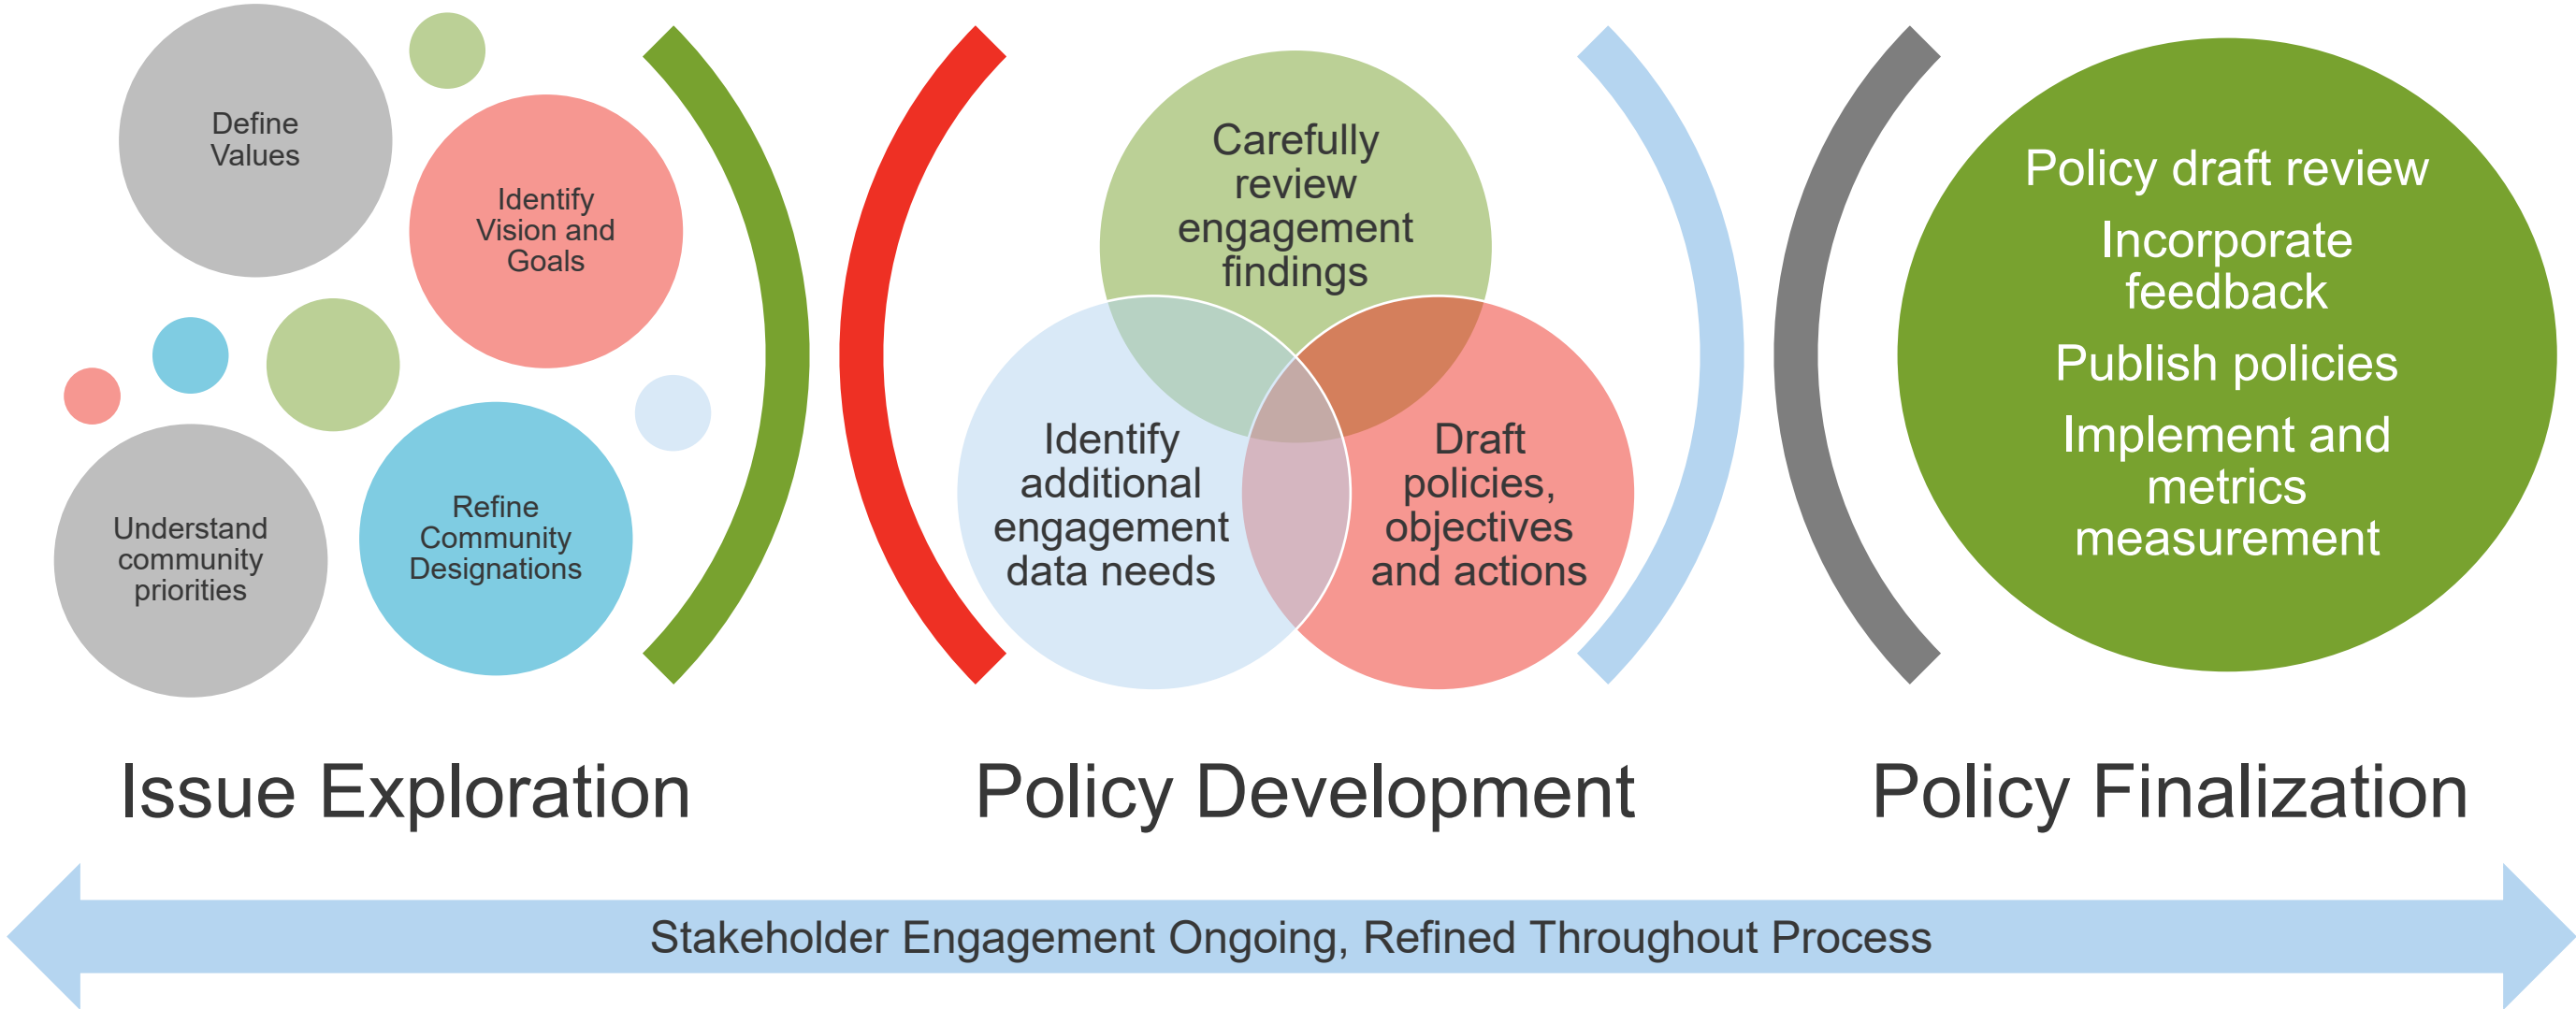 Define
Values
Identify
Vision and
Goals
Understand
community
priorities
Refine
Community
Designations
Issue Exploration
Carefully
review
engagement
findings
Identify
additional
engagement
data needs
Draft
policies,
objectives
and actions
Policy Development
Policy draft review
Incorporate
feedback
Publish policies
Implement and
metrics
measurement
Policy Finalization
Stakeholder Engagement Ongoing, Refined Throughout Process